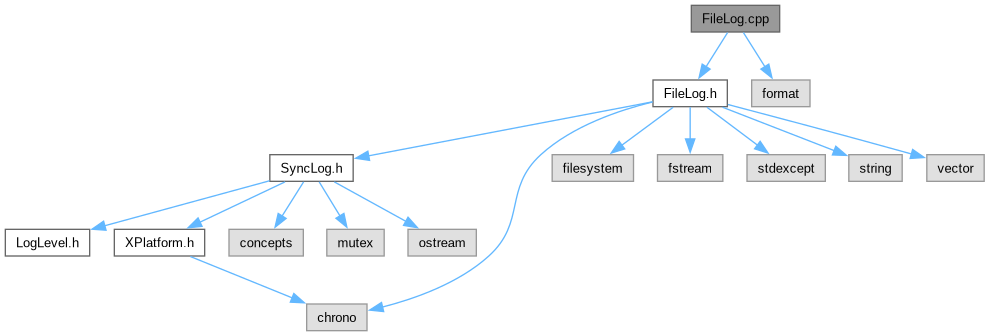 FileLog.cpp
FileLog.h
format
SyncLog.h
filesystem
fstream
stdexcept
string
vector
LogLevel.h
XPlatform.h
concepts
mutex
ostream
chrono